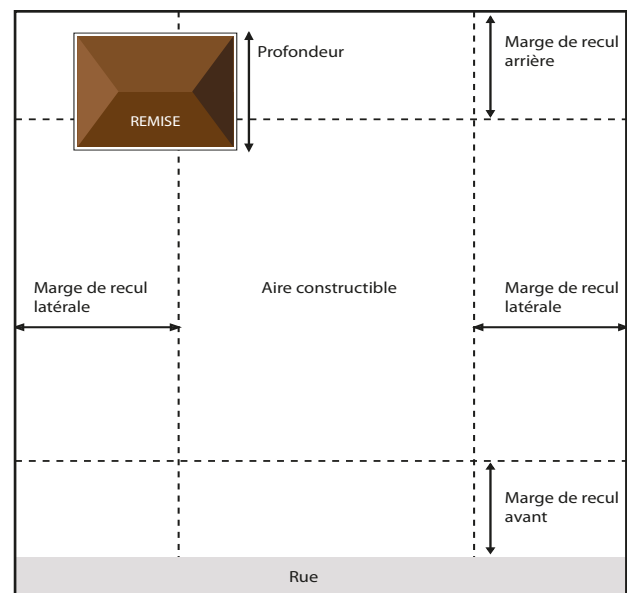 Marge de recul
arrière
Profondeur
REMISE
Marge de recul
latérale
Aire constructible
Marge de recul
latérale
Marge de recul
avant
Rue